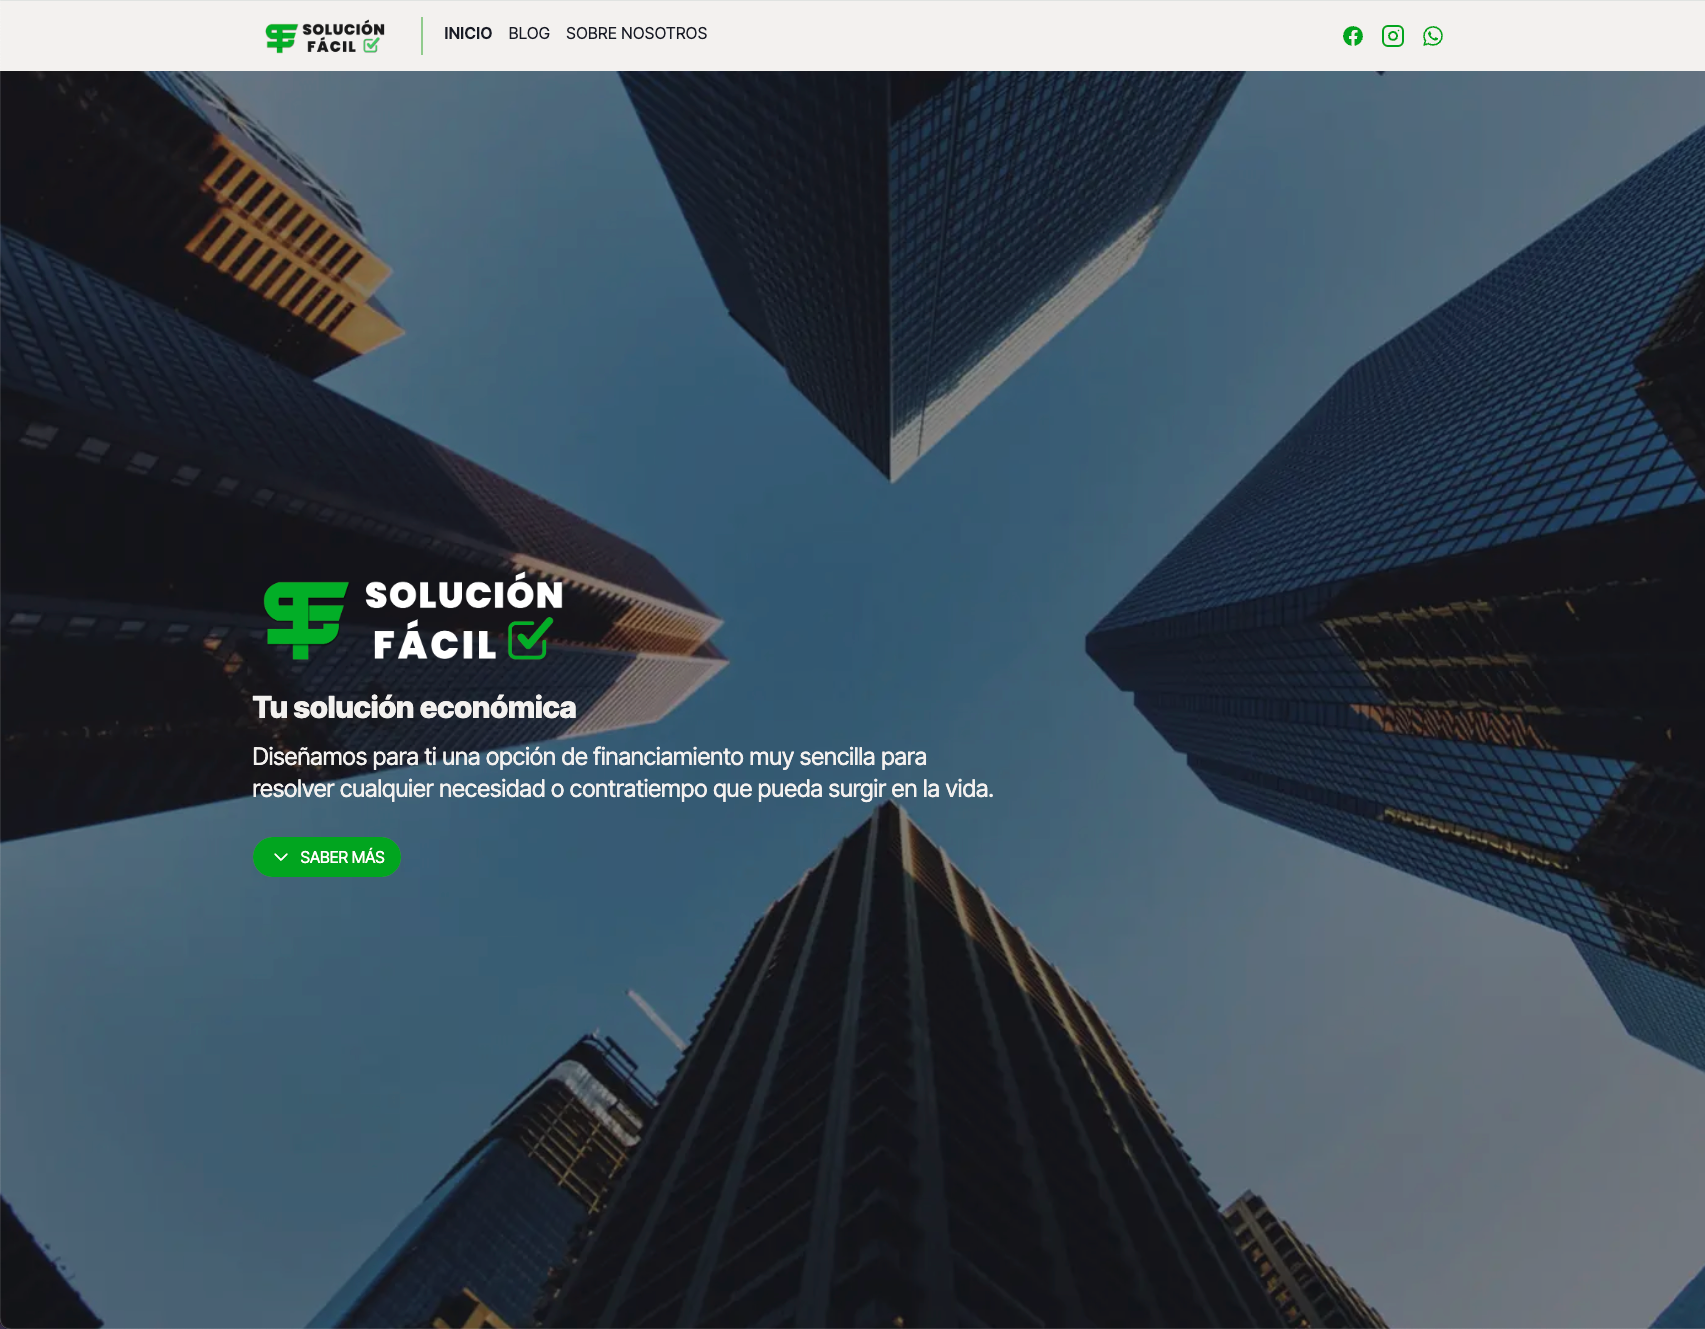 SOLUCIÓN
FÁCIL
INICIO BLOG SOBRE NOSOTROS
SOLUCIÓN
FÁCIL
Tu solución económica
Diseñamos para ti una opción de financiamiento muy sencilla para
resolver cualquier necesidad o contratiempo que pueda surgir en la vida.
SABER MÁS